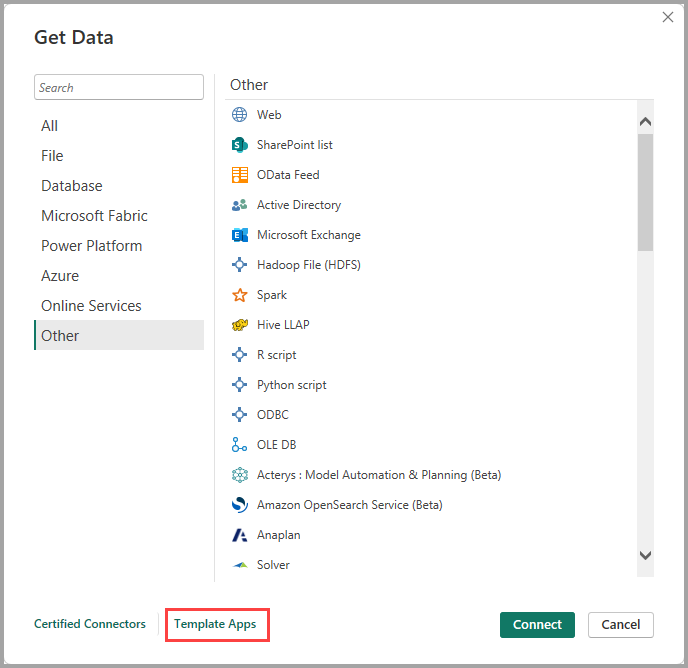 Get Data
Search
All
File
Database
Microsoft Fabric
Power Platform
Azure
Online Services
Other
Other
Web
SharePoint list
OData Feed
Active Directory
Microsoft Exchange
Hadoop File (HDFS)
Spark
Hive LLAP
R script
Python script
ODBC
OLE DB
Acterys : Model Automation & Planning (Beta)
Amazon OpenSearch Service (Beta)
Anaplan
Solver
Certified Connectors
Template Apps
Connect
Cancel